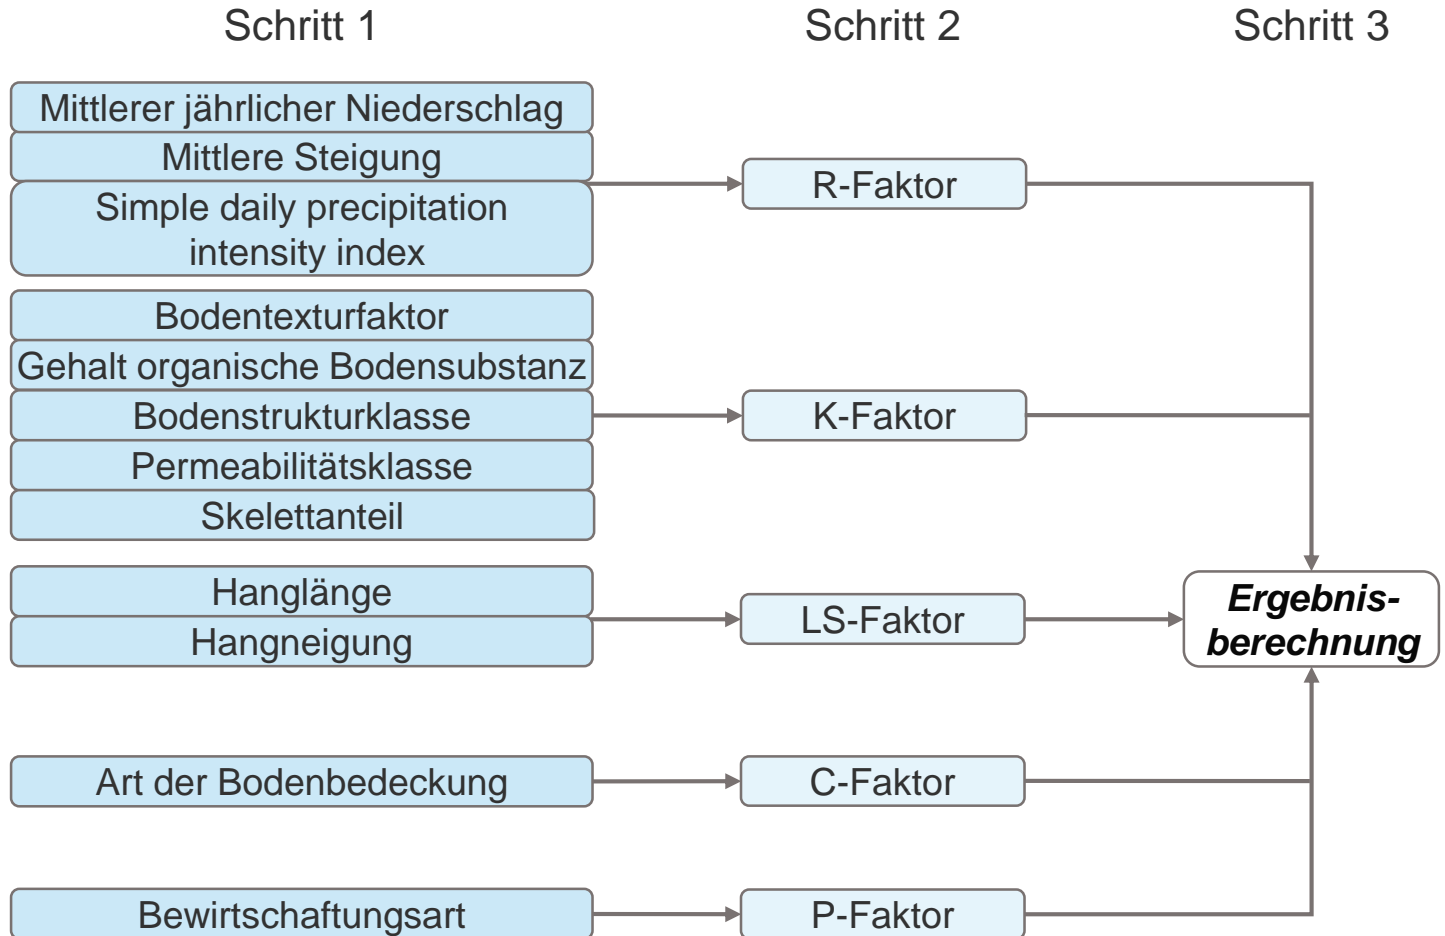 Schritt 1
Schritt 2
Schritt 3
Mittlerer jährlicher Niederschlag
Mittlere Steigung
Simple daily precipitation
intensity index
R-Faktor
Bodentexturfaktor
Gehalt organische Bodensubstanz
Bodenstrukturklasse
Permeabilitätsklasse
Skelettanteil
K-Faktor
Hanglänge
Hangneigung
LS-Faktor
Ergebnis-
berechnung
Art der Bodenbedeckung
C-Faktor
Bewirtschaftungsart
P-Faktor